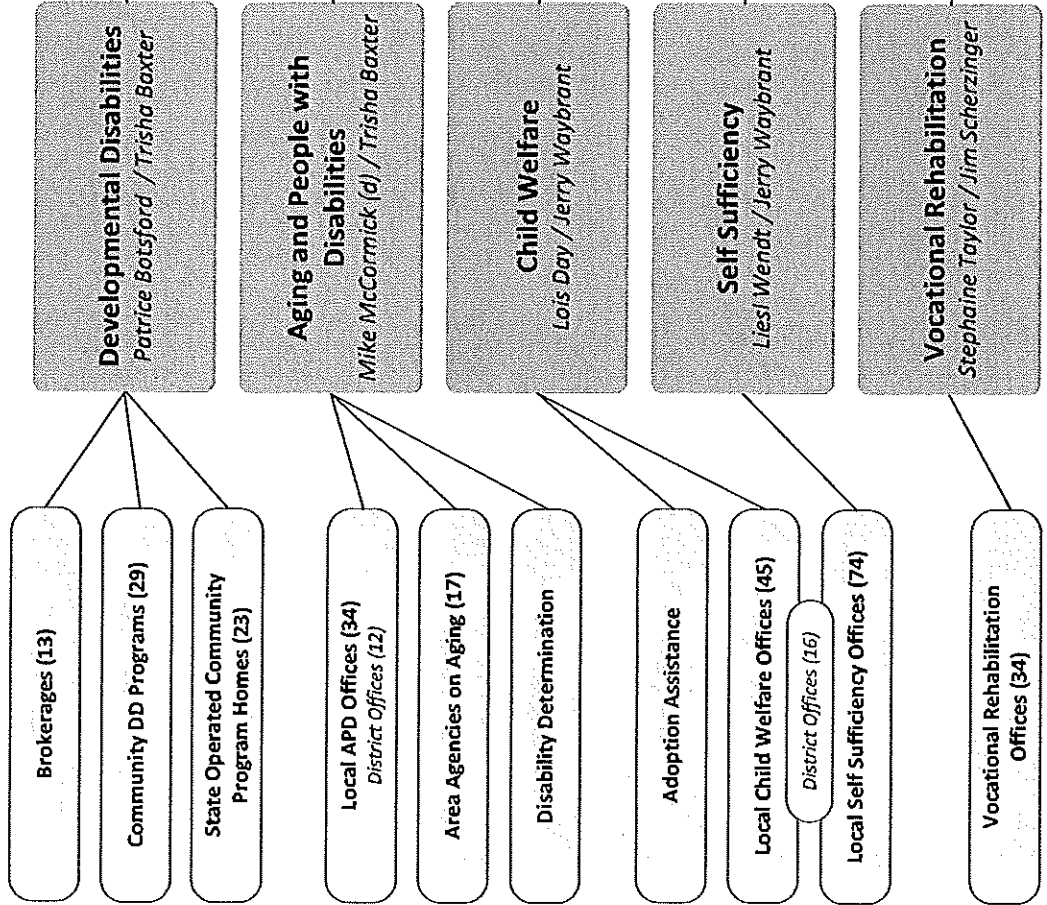 Developmental Disabilities
Patrice Botsford / Trisha Baxter
Brokerages (13)
Community DD Programs (29)
State Operated Community
Program Homes (23)
Aging and People with
Disabilities
Mike McCormick (d) / Trisha Baxter
Local APD Offices (34)
District Offices (12)
Area Agencies on Aging (17)
Disability Determination
Child Welfare
Lois Day / Jerry Waybrant
Adoption Assistance
Local Child Welfare Offices (45)
District Offices (16)
Self Sufficiency
Liesl Wendt / Jerry Waybrant
Local Self Sufficiency Offices (74)
Vocational Rehabilitation
Stephaine Taylor / Jim Scherzinger
Vocational Rehabilitation
Offices (34)